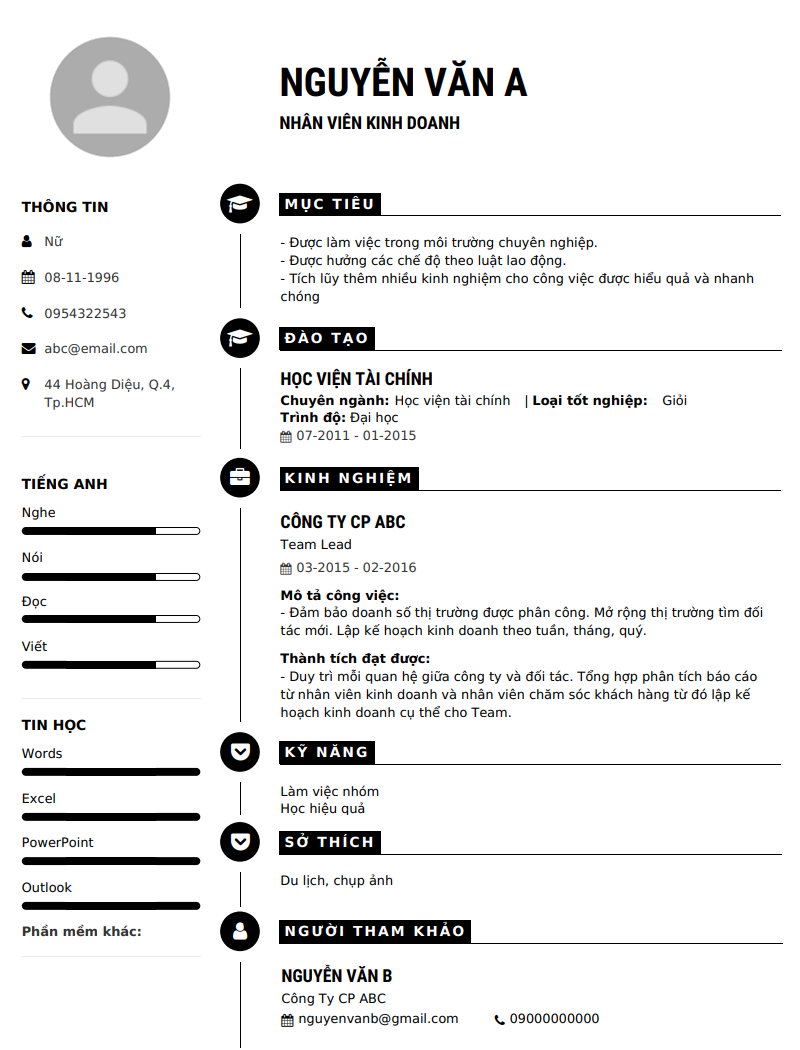 NGUYỄN VĂN A
NHÂN VIÊN KINH DOANH
THÔNG TIN
Nữ
08-11-1996
0954322543
abc@email.com
44 Hoàng Diệu, Q.4,
Tp.HCM
TIẾNG ANH
Nghe
Nói
Đọc
Viết
TIN HỌC
Words
Excel
PowerPoint
Outlook
Phần mềm khác:
MỤC TIÊU
- Được làm việc trong môi trường chuyên nghiệp.
- Được hưởng các chế độ theo luật lao động.
- Tích lũy thêm nhiều kinh nghiệm cho công việc được hiểu quả và nhanh
chóng
ĐÀO TẠO
HỌC VIỆN TÀI CHÍNH
Chuyên ngành: Học viện tài chính | Loại tốt nghiệp: Giỏi
Trình độ: Đại học
07-2011 - 01-2015
KINH NGHIỆM
CÔNG TY CP ABC
Team Lead
03-2015 - 02-2016
Mô tả công việc:
- Đảm bảo doanh số thị trường được phân công. Mở rộng thị trường tìm đối
tác mới. Lập kế hoạch kinh doanh theo tuần, tháng, quý.
Thành tích đạt được:
- Duy trì mỗi quan hệ giữa công ty và đối tác. Tổng hợp phân tích báo cáo
từ nhân viên kinh doanh và nhân viên chăm sóc khách hàng từ đó lập kế
hoạch kinh doanh cụ thể cho Team.
KỸ NĂNG
Làm việc nhóm
Học hiệu quả
SỞ THÍCH
Du lịch, chụp ảnh
NGƯỜI THAM KHẢO
NGUYỄN VĂN B
Công Ty CP ABC
nguyenvanb@gmail.com 09000000000